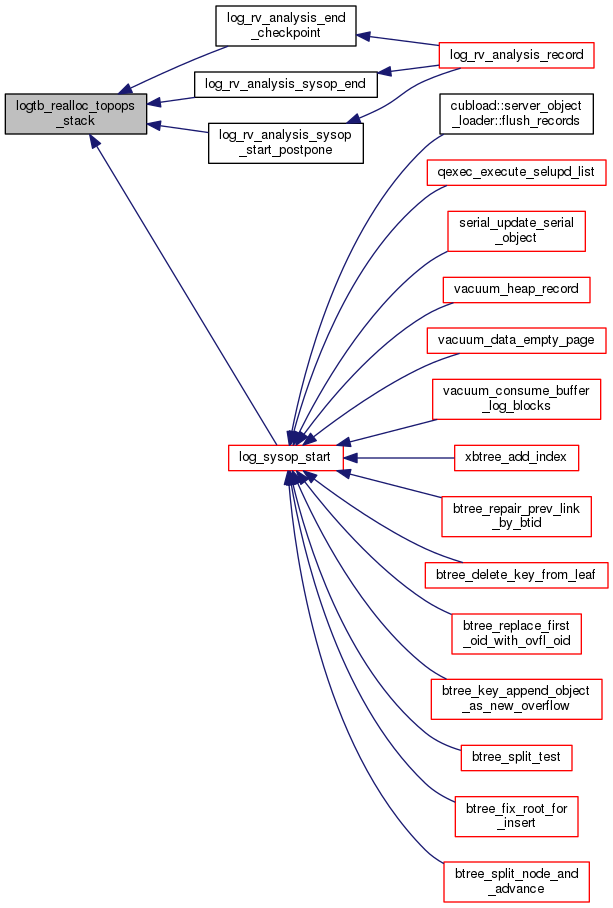 log_rv_analysis_end
_checkpoint
log_rv_analysis_record
log_rv_analysis_sysop_end
logtb_realloc_topops
_stack
log_rv_analysis_sysop
_start_postpone
cubload::server_object
_loader::flush_records
qexec_execute_selupd_list
serial_update_serial
_object
vacuum_heap_record
vacuum_data_empty_page
vacuum_consume_buffer
_log_blocks
log_sysop_start
xbtree_add_index
btree_repair_prev_link
_by_btid
btree_delete_key_from_leaf
btree_replace_first
_oid_with_ovfl_oid
btree_key_append_object
_as_new_overflow
btree_split_test
btree_fix_root_for
_insert
btree_split_node_and
_advance